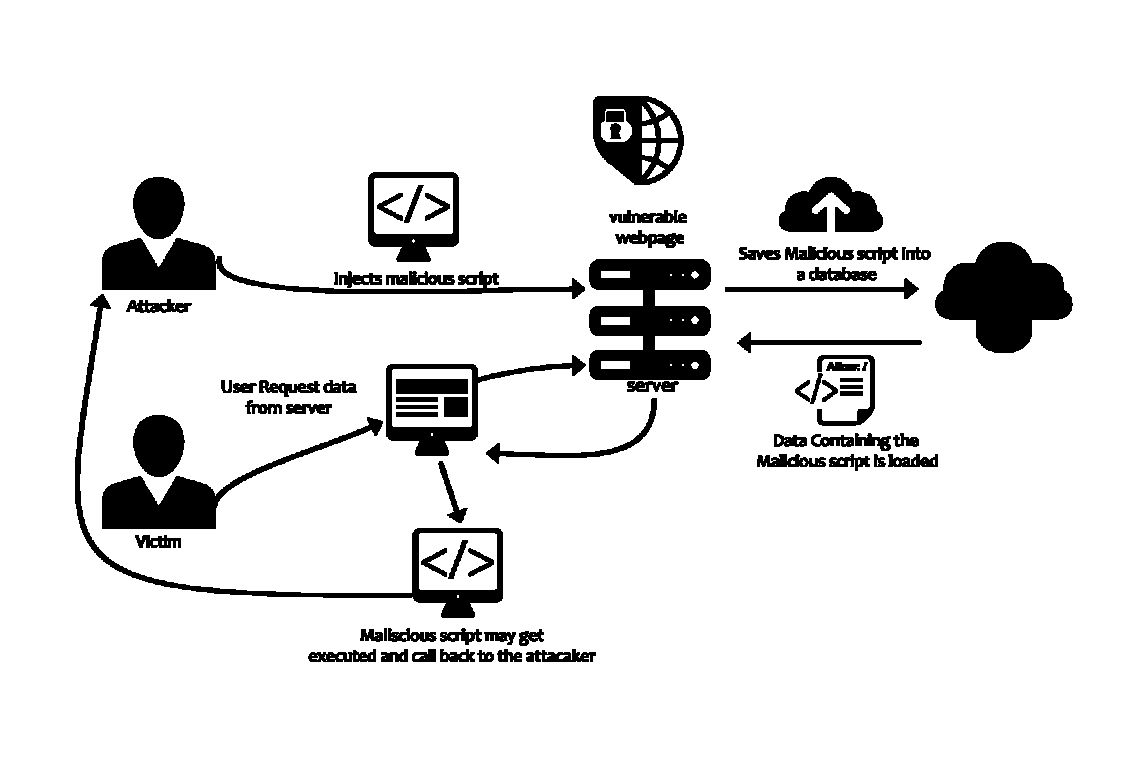 vulnerable
webpage
Saves Malicious script into
a database
Injects malicious script
Attacker
server
User Request data
from server
Data Containing the
Malicious script is loaded
Victim
Maliscious script may get
executed and call back to the attacaker